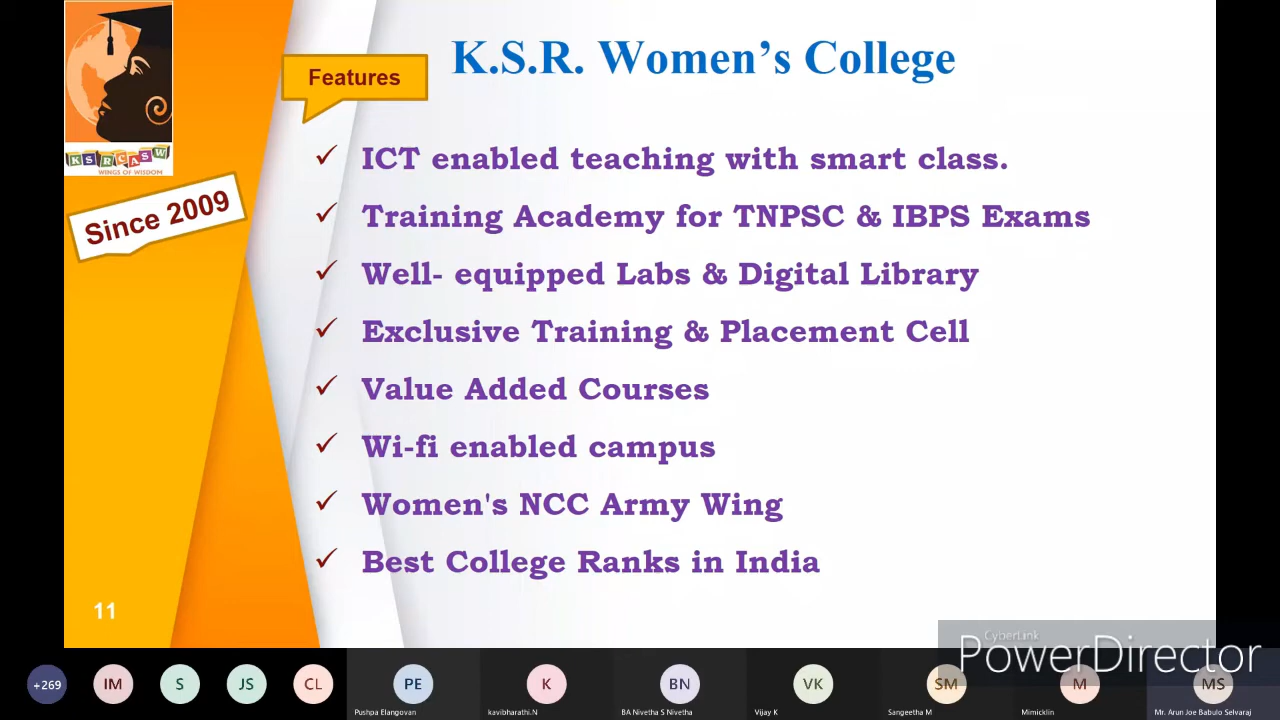 K.S.R. Women's College
Features
KSRCASW
WINGS OF WISDOM
Since 2009
✓ ICT enabled teaching with smart class.
✓ Training Academy for TNPSC & IBPS Exams
✓ Well- equipped Labs & Digital Library
✓ Exclusive Training & Placement Cell
✓ Value Added Courses
✓ Wi-fi enabled campus
✓ Women's NCC Army Wing
✓ Best College Ranks in India
11
CyberLink
PowerDirector
+269 IM S JS CL PE K BN VK SM M MS
Pushpa Elangovan kavibharathi.N BA Nivetha S Nivetha Vijay K Sangeetha M Mimicklin Mr. Arun Joe Babulo Selvaraj